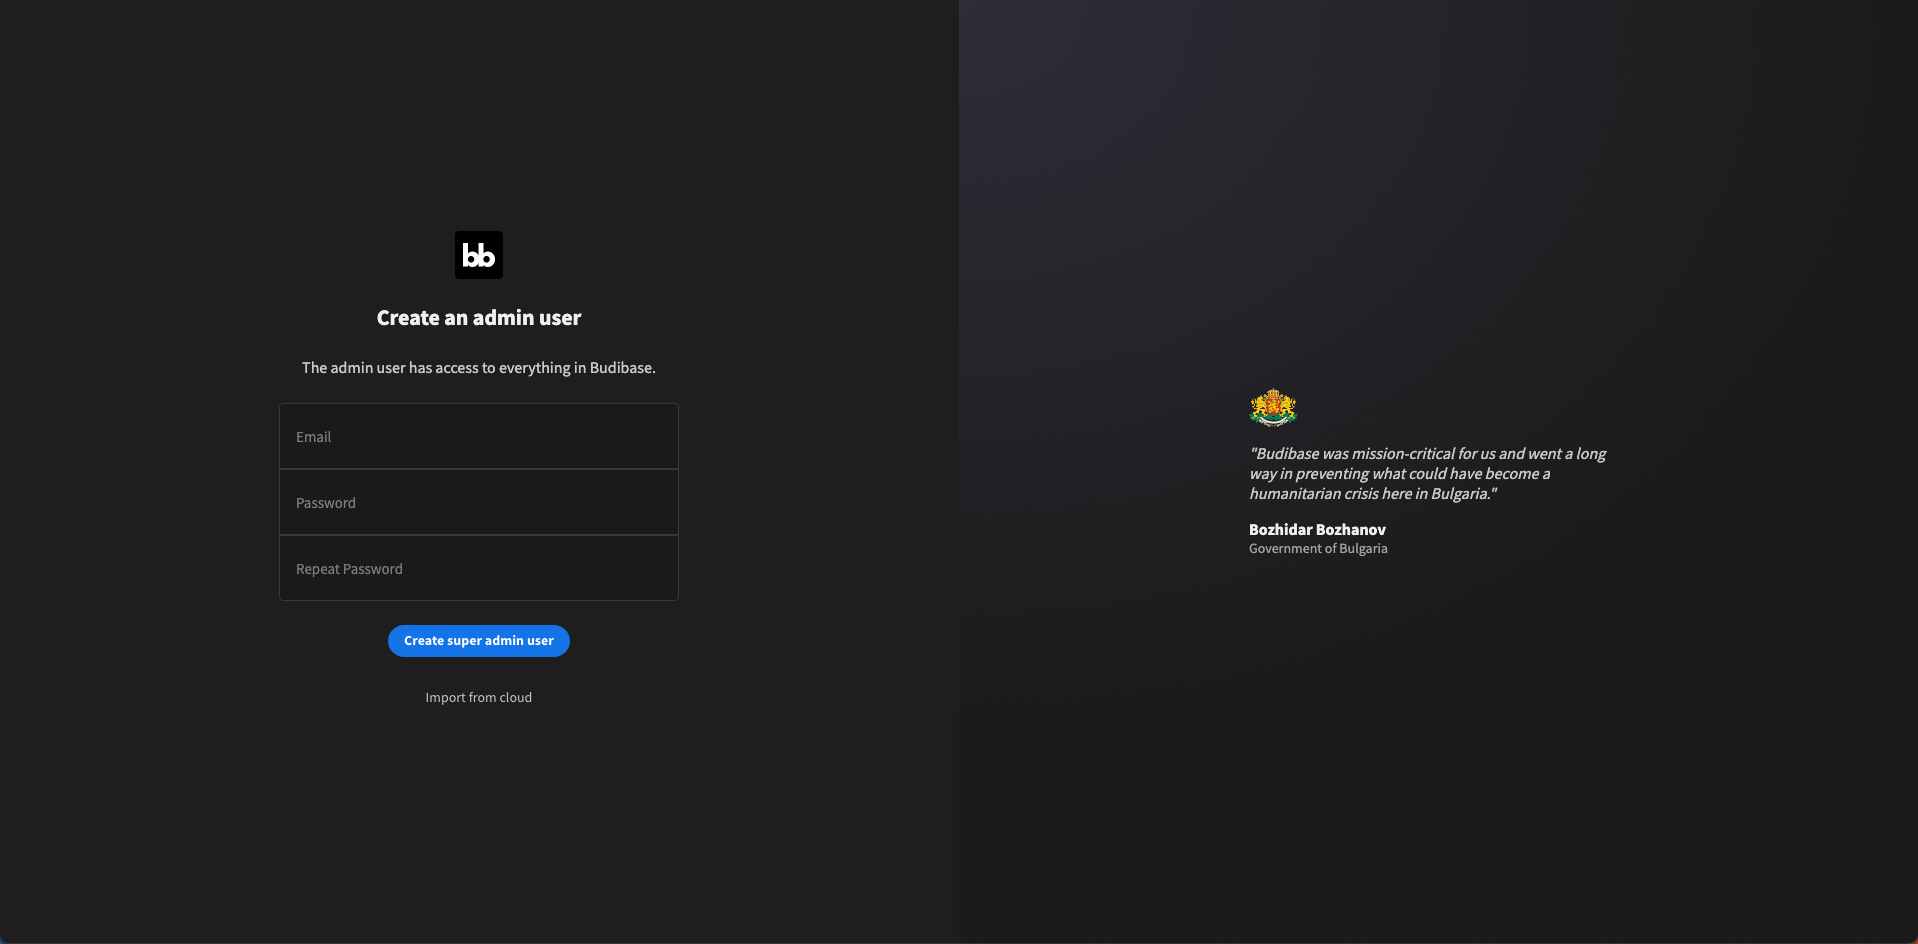 bb
Create an admin user
The admin user has access to everything in Budibase.
Email
Password
Repeat Password
Create super admin user
Import from cloud
"Budibase was mission-critical for us and went a long
way in preventing what could have become a
humanitarian crisis here in Bulgaria."
Bozhidar Bozhanov
Government of Bulgaria